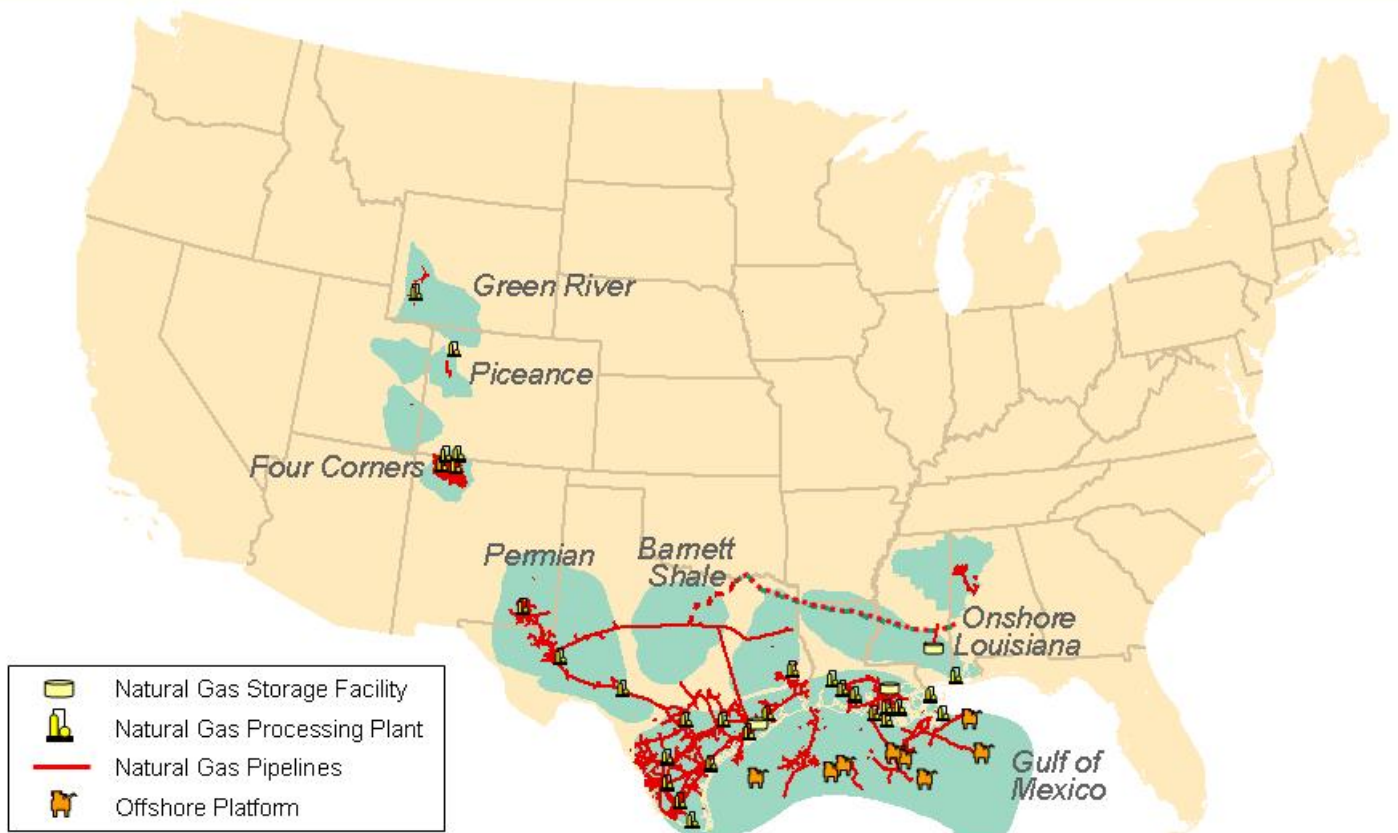 Green River
Piceance
Four Corners
Permian
Barnett
Shale
Onshore
Louisiana
Gulf of
Mexico
Natural Gas Storage Facility
Natural Gas Processing Plant
Natural Gas Pipelines
Offshore Platform